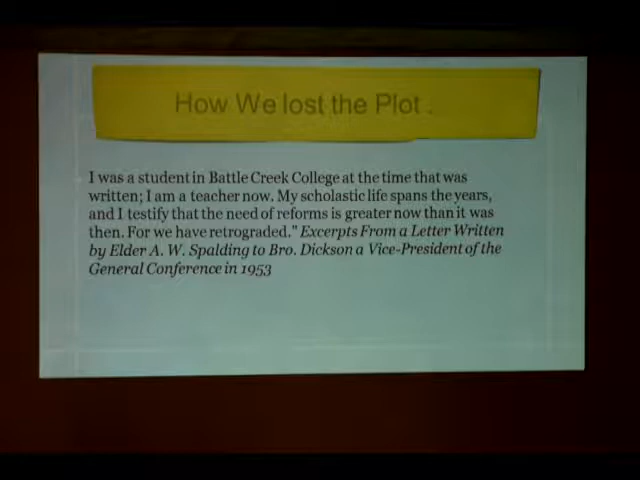 How We lost the Plot .
I was a student in Battle Creek College at the time that was
written; I am a teacher now. My scholastic life spans the years,
and I testify that the need of reforms is greater now than it was
then. For we have retrograded." Excerpts From a Letter Written
by Elder A. W. Spalding to Bro. Dickson a Vice-President of the
General Conference in 1953